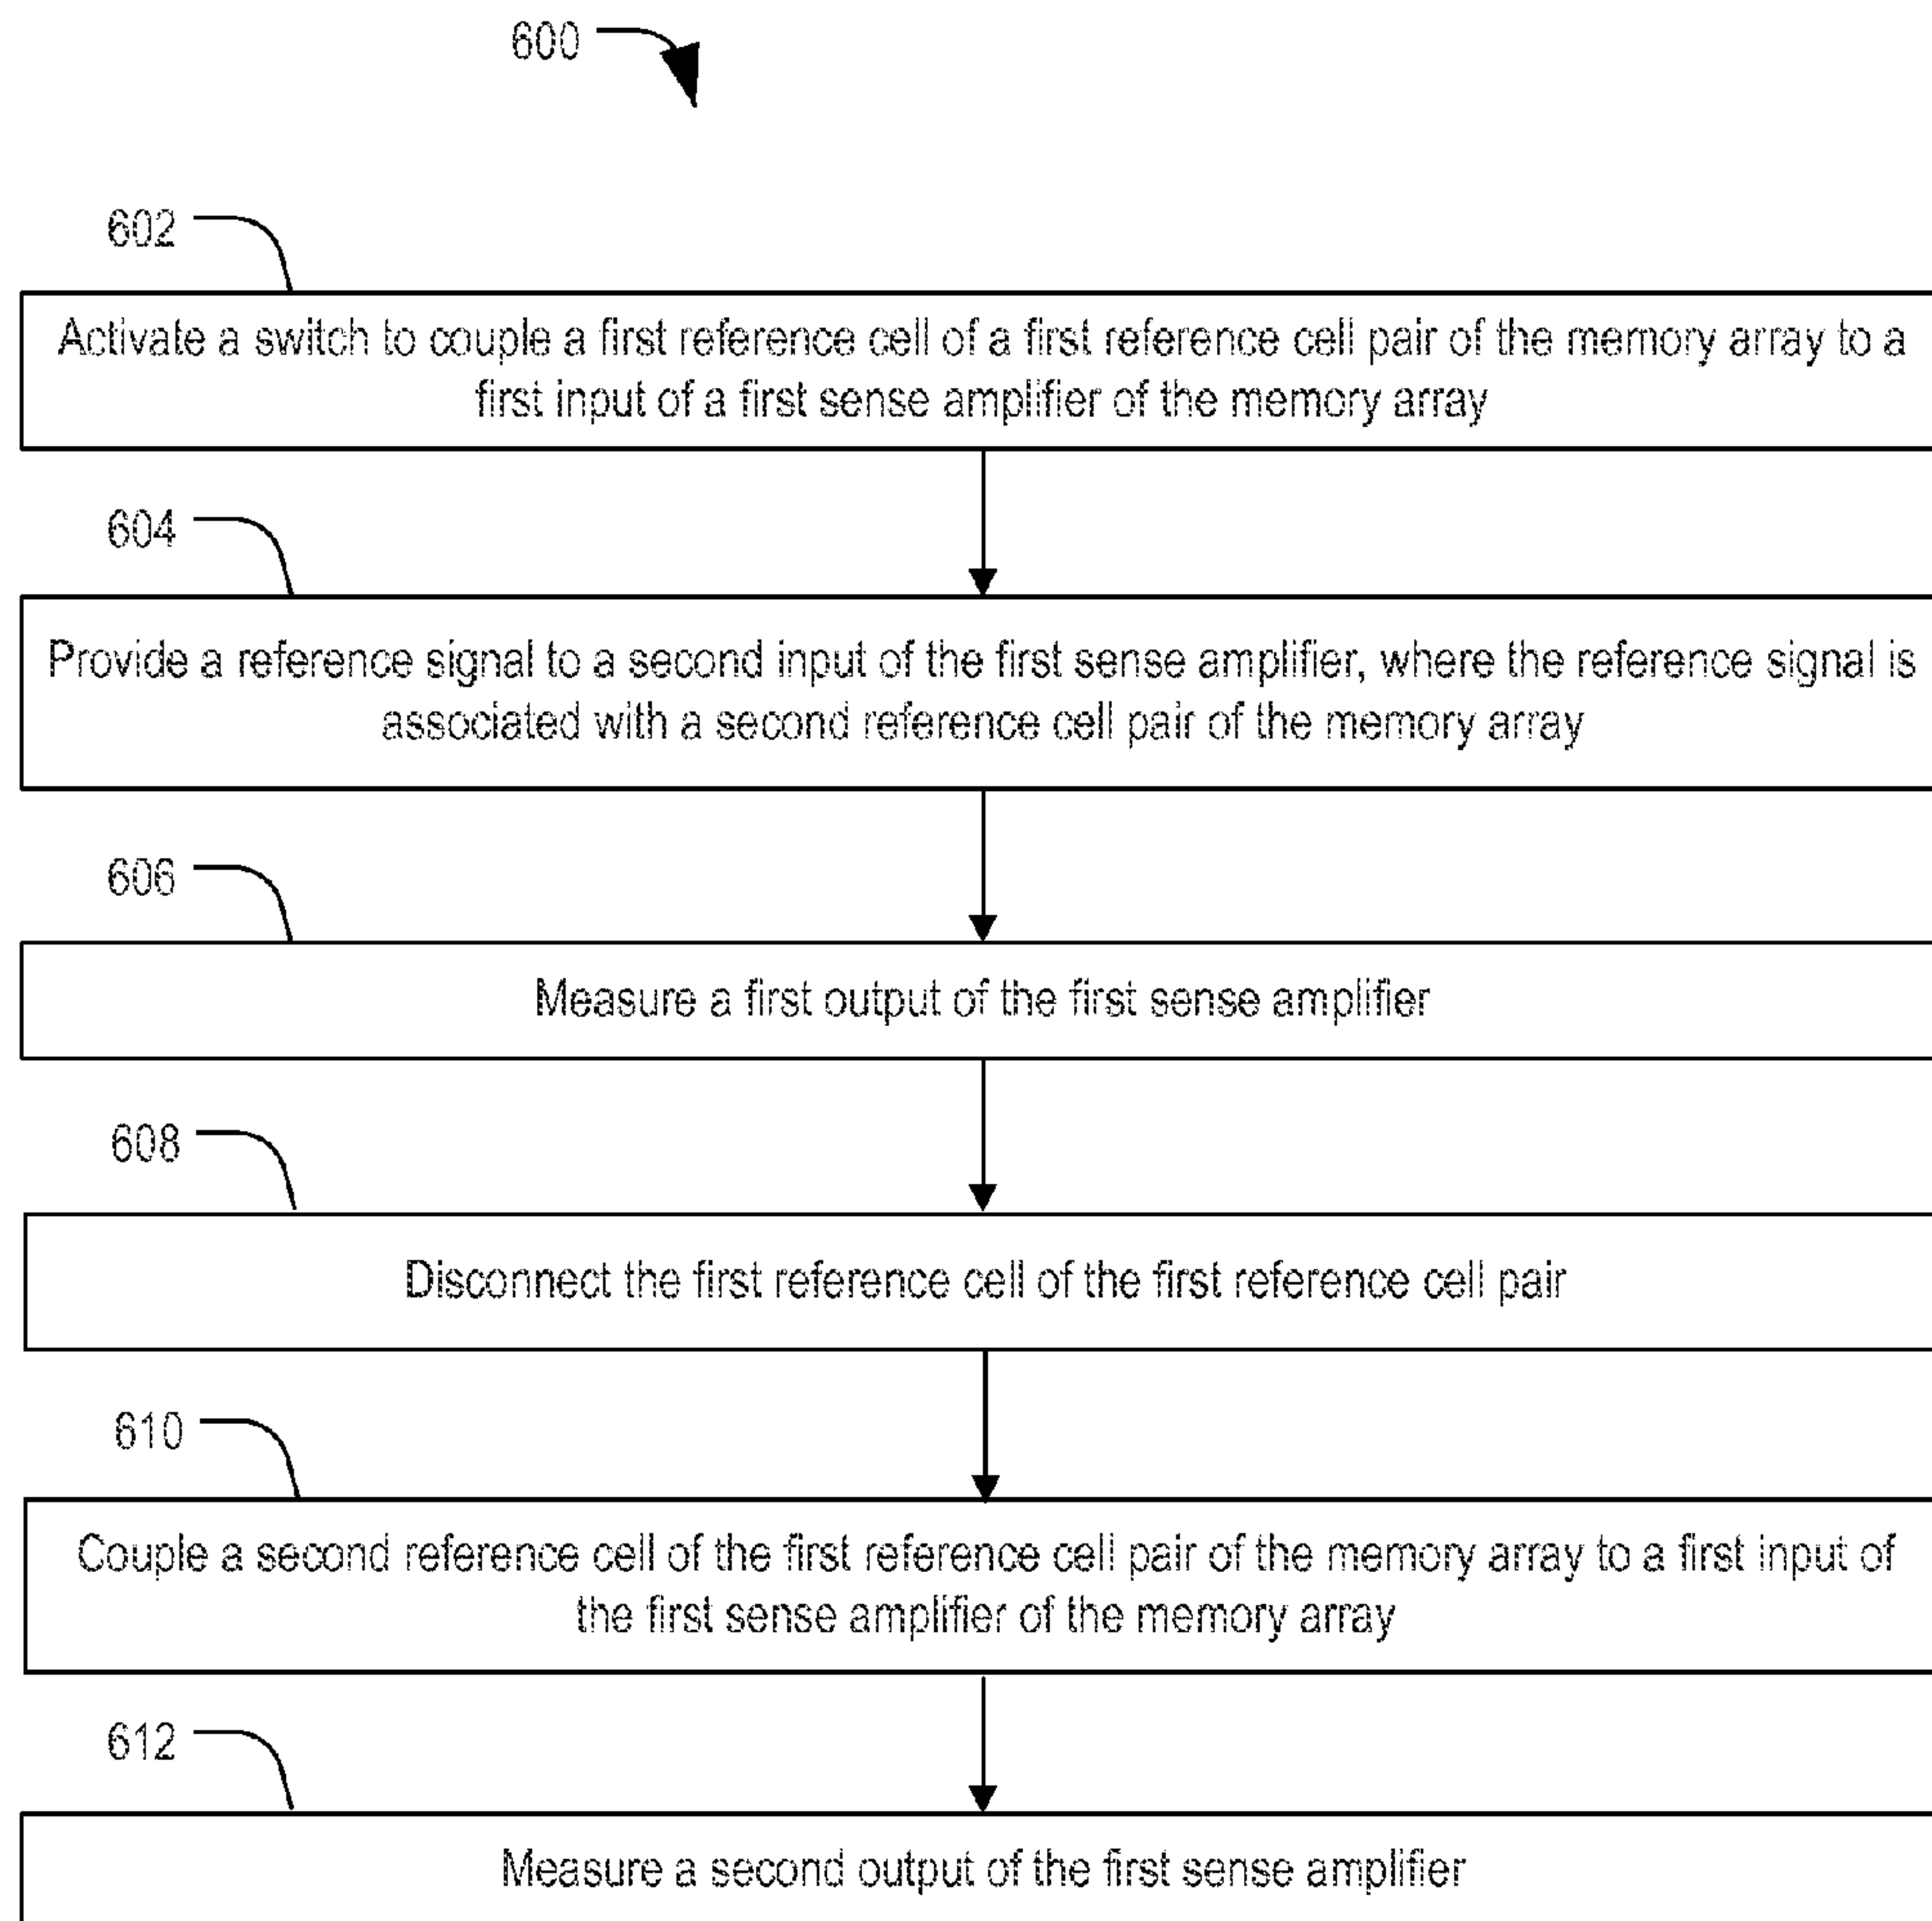 600
602
Activate a switch to couple a first reference cell of a first reference cell pair of the memory array to a
first input of a first sense amplifier of the memory array
604
Provide a reference signal to a second input of the first sense amplifier, where the reference signal is
associated with a second reference cell pair of the memory array
606
Measure a first output of the first sense amplifier
608
Disconnect the first reference cell of the first reference cell pair
610
Couple a second reference cell of the first reference cell pair of the memory array to a first input of
the first sense amplifier of the memory array
612
Measure a second output of the first sense amplifier